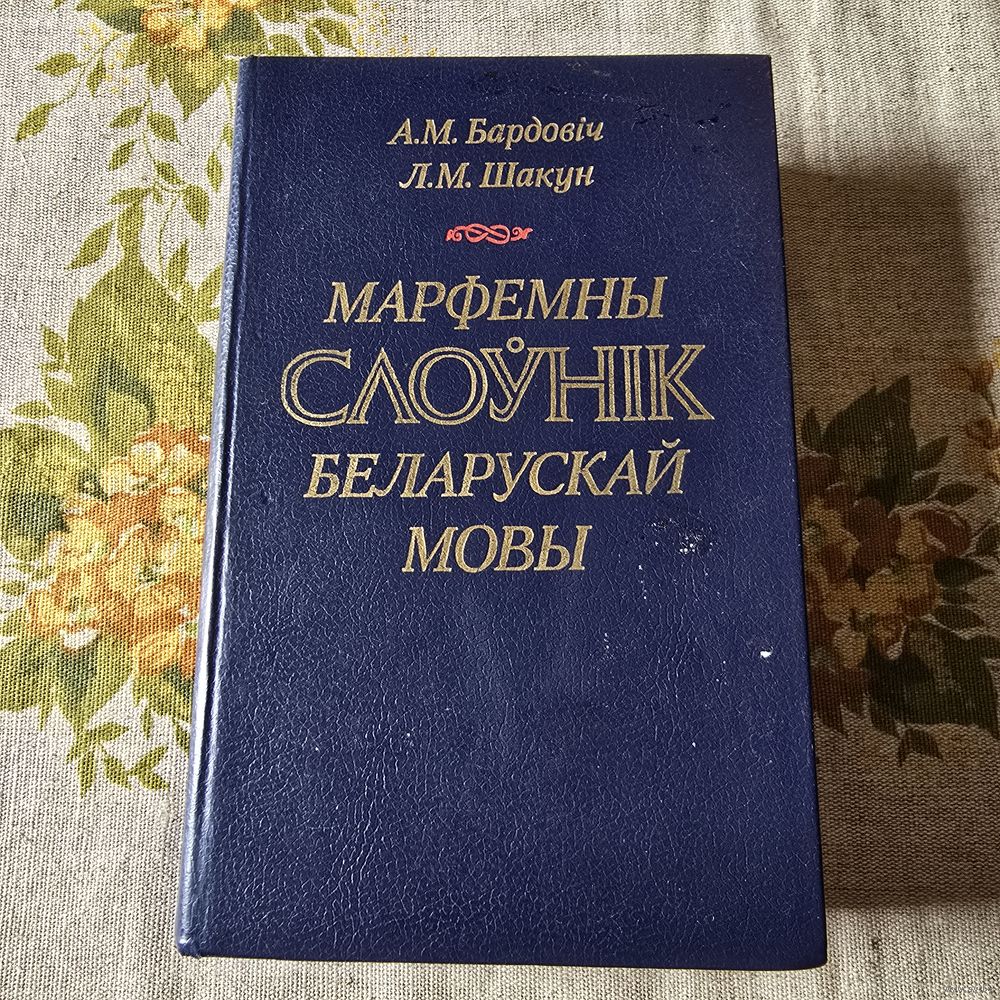 А.М. Бардовіч
Л.М. Шакун
МАРФЕМНЫ
СЛОЎНІК
БЕЛАРУСКАЙ
МОВЫ